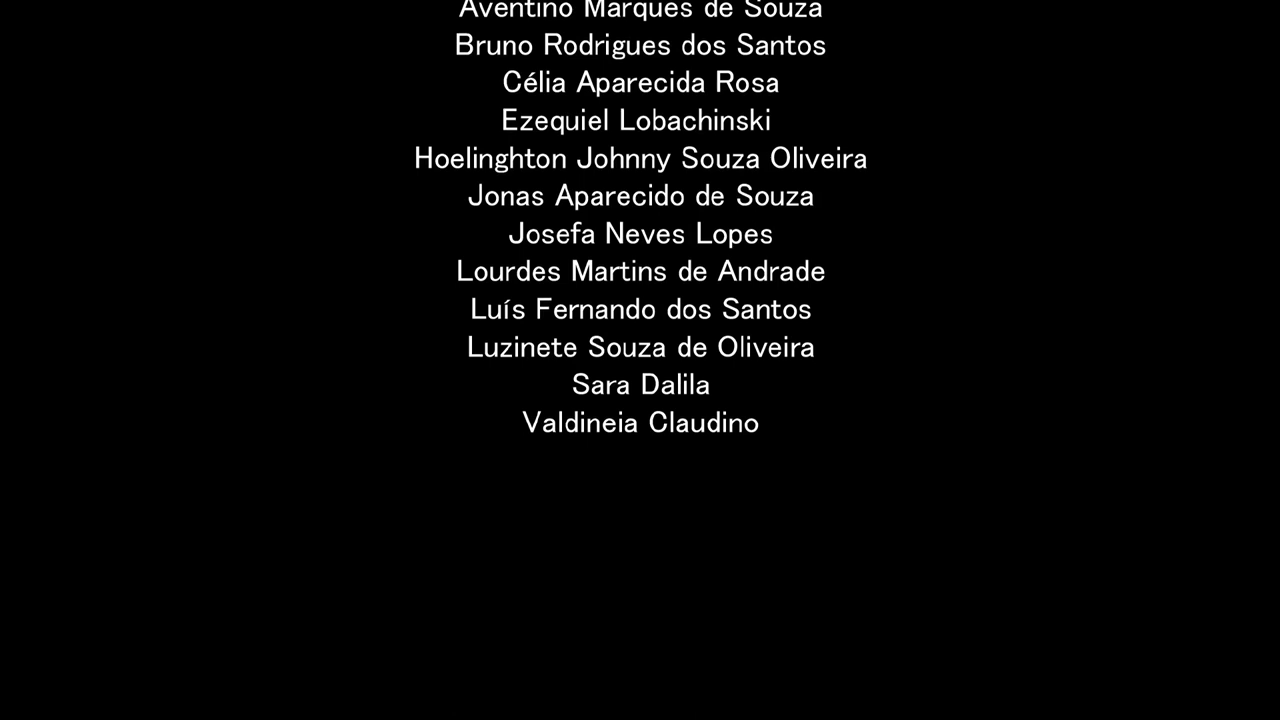 Aventino Marques de Souza
Bruno Rodrigues dos Santos
Célia Aparecida Rosa
Ezequiel Lobachinski
Hoelinghton Johnny Souza Oliveira
Jonas Aparecido de Souza
Josefa Neves Lopes
Lourdes Martins de Andrade
Luís Fernando dos Santos
Luzinete Souza de Oliveira
Sara Dalila
Valdineia Claudino